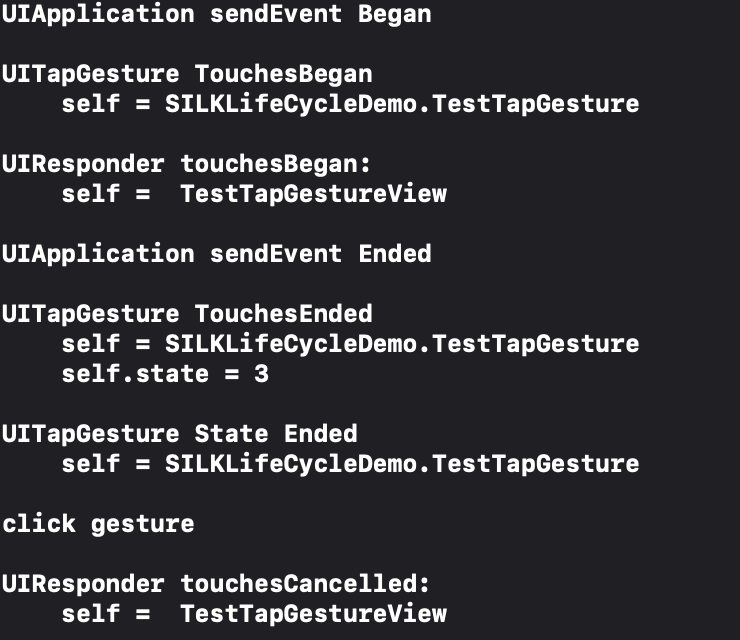 UIApplication sendEvent Began
UITapGesture TouchesBegan
self = SILKLifeCycleDemo.TestTapGesture
UIResponder touchesBegan:
self =  TestTapGestureView
UIApplication sendEvent Ended
UITapGesture TouchesEnded
self = SILKLifeCycleDemo.TestTapGesture
self.state = 3
UITapGesture State Ended
self = SILKLifeCycleDemo.TestTapGesture
click gesture
UIResponder touchesCancelled:
self =  TestTapGestureView